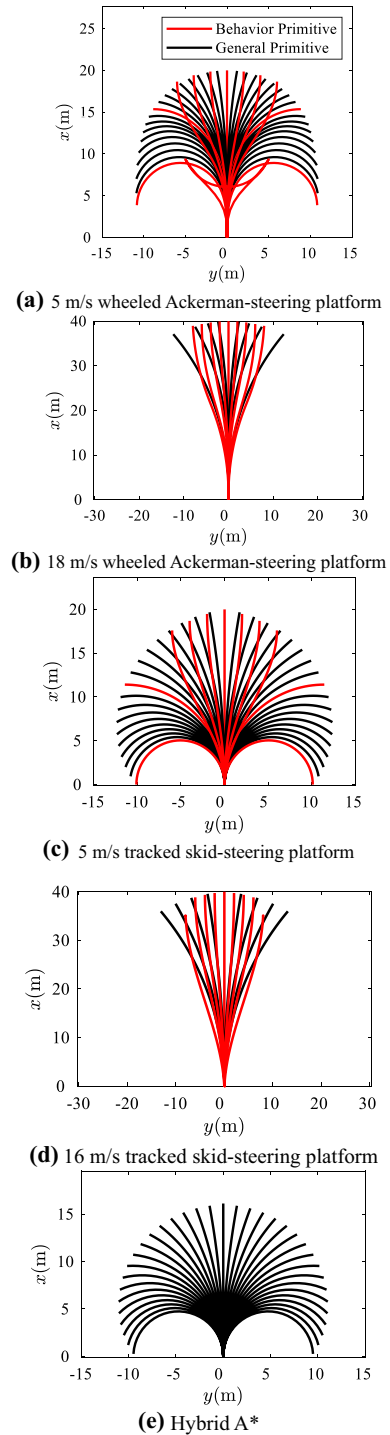 Behavior Primitive
General Primitive
25
20
15
10
5
0
x(m)
-15 -10 -5 0 5 10 15
y(m)
(a) 5 m/s wheeled Ackerman-steering platform
40
30
20
10
0
x(m)
-30 -20 -10 0 10 20 30
y(m)
(b) 18 m/s wheeled Ackerman-steering platform
20
15
10
5
0
x(m)
-15 -10 -5 0 5 10 15
y(m)
(c) 5 m/s tracked skid-steering platform
40
30
20
10
0
x(m)
-30 -20 -10 0 10 20 30
y(m)
(d) 16 m/s tracked skid-steering platform
15
10
5
0
x(m)
-15 -10 -5 0 5 10 15
y(m)
(e) Hybrid A*